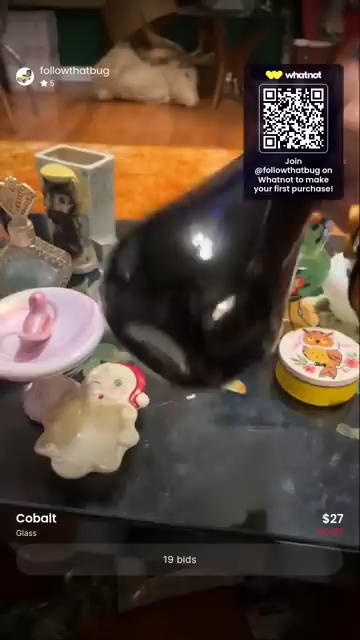 followthatbug
★5
whatnot
Join
@followthatbug on
Whatnot to make
your first purchase!
Cobalt
$27
Glass
19 bids